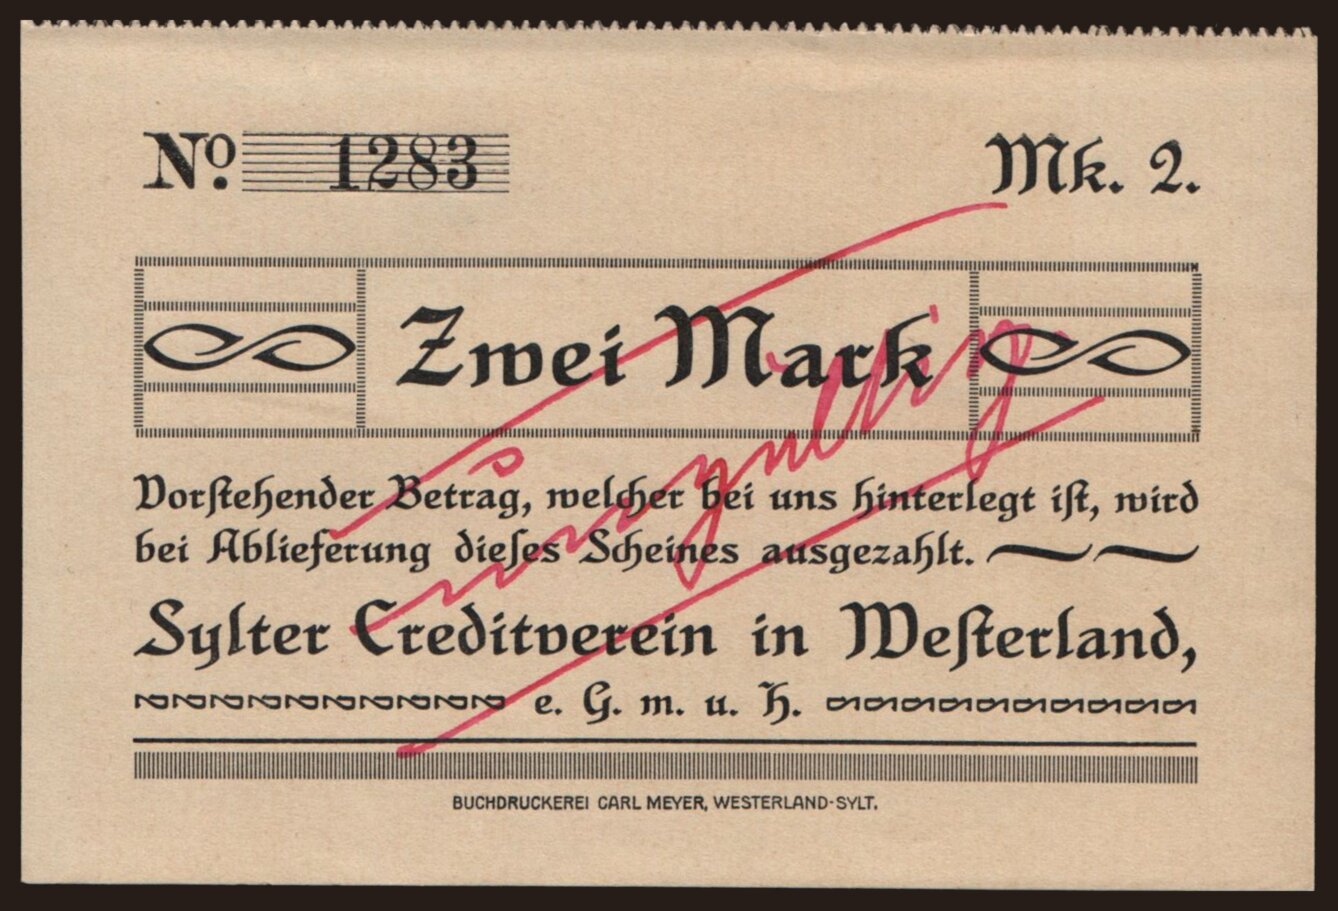 No. 1283
Mk. 2.
Zwei Mark
ungültig
Vorstehender Betrag, welcher bei uns hinterlegt ist, wird
bei Ablieferung dieses Scheines ausgezahlt.
Sylter Creditverein in Westerland,
e. G. m. u. H.
BUCHDRUCKEREI CARL MEYER, WESTERLAND-SYLT.